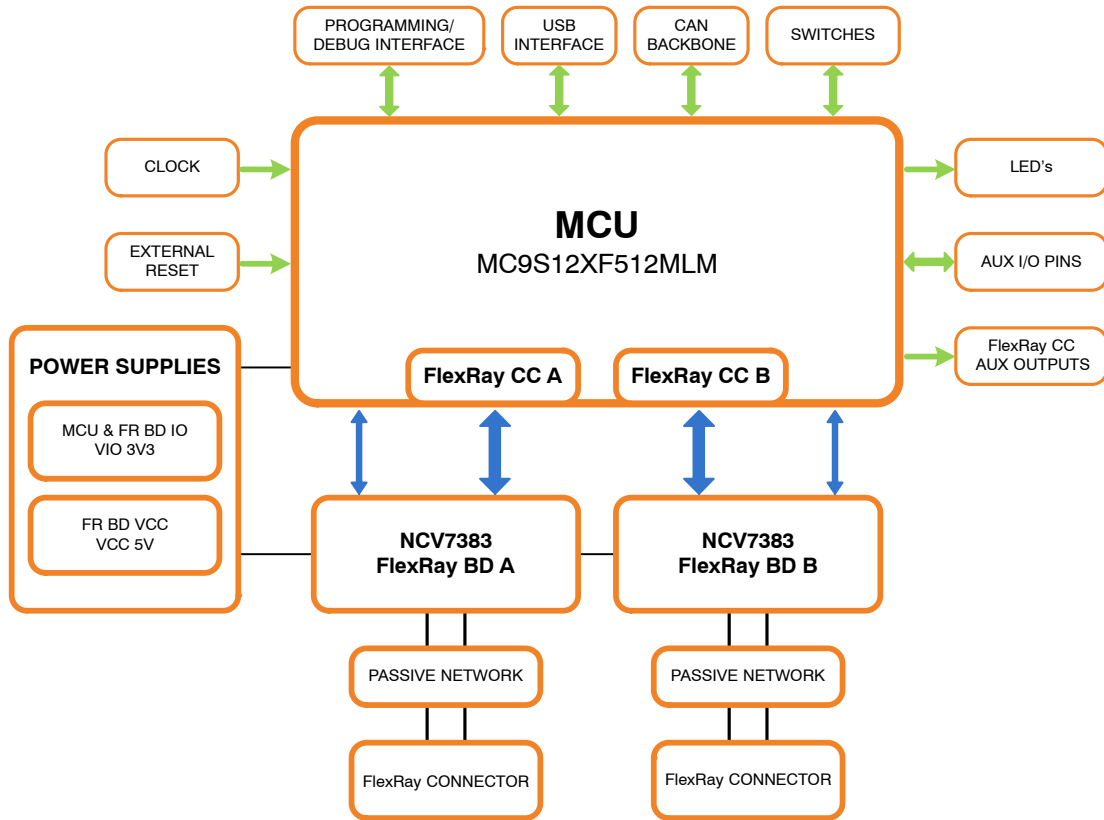 PROGRAMMING/
DEBUG INTERFACE
USB
INTERFACE
CAN
BACKBONE
SWITCHES
CLOCK
EXTERNAL
RESET
MCU
MC9S12XF512MLM
LED's
AUX I/O PINS
FlexRay CC
AUX OUTPUTS
FlexRay CC A
FlexRay CC B
POWER SUPPLIES
MCU & FR BD IO
VIO 3V3
FR BD VCC
VCC 5V
NCV7383
FlexRay BD A
NCV7383
FlexRay BD B
PASSIVE NETWORK
PASSIVE NETWORK
FlexRay CONNECTOR
FlexRay CONNECTOR